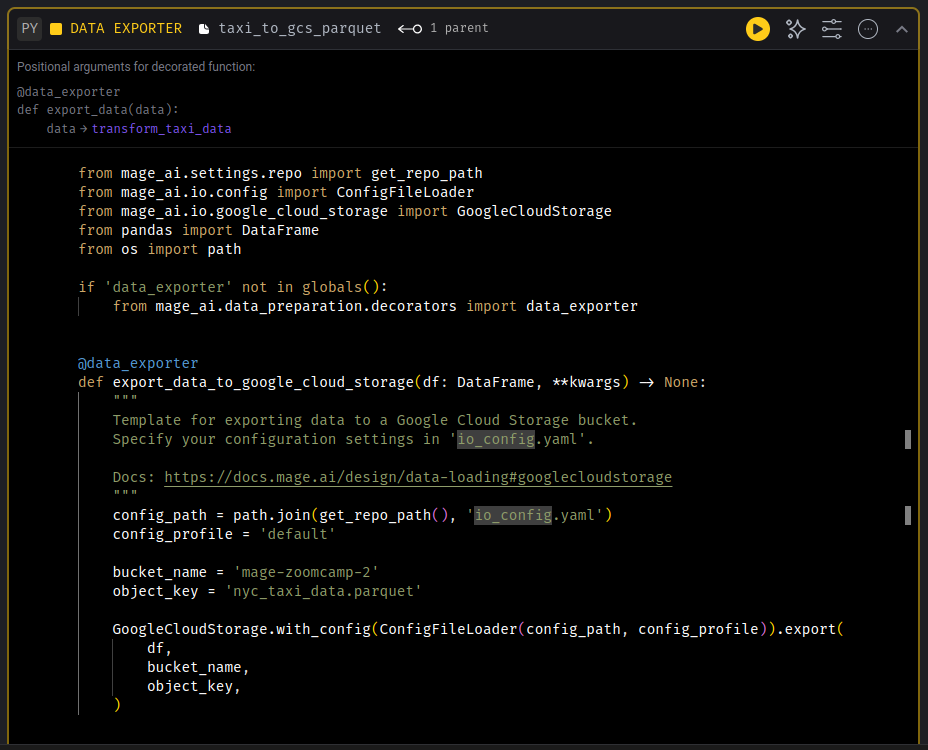 PY DATA EXPORTER taxi_to_gcs_parquet 1 parent
Positional arguments for decorated function:
@data_exporter
def export_data(data):
    data → transform_taxi_data
from mage_ai.settings.repo import get_repo_path
from mage_ai.io.config import ConfigFileLoader
from mage_ai.io.google_cloud_storage import GoogleCloudStorage
from pandas import DataFrame
from os import path
if 'data_exporter' not in globals():
    from mage_ai.data_preparation.decorators import data_exporter
@data_exporter
def export_data_to_google_cloud_storage(df: DataFrame, **kwargs) -> None:
    """
    Template for exporting data to a Google Cloud Storage bucket.
    Specify your configuration settings in 'io_config.yaml'.
    Docs: https://docs.mage.ai/design/data-loading#googlecloudstorage
    """
    config_path = path.join(get_repo_path(), 'io_config.yaml')
    config_profile = 'default'
    bucket_name = 'mage-zoomcamp-2'
    object_key = 'nyc_taxi_data.parquet'
    GoogleCloudStorage.with_config(ConfigFileLoader(config_path, config_profile)).export(
        df,
        bucket_name,
        object_key,
    )